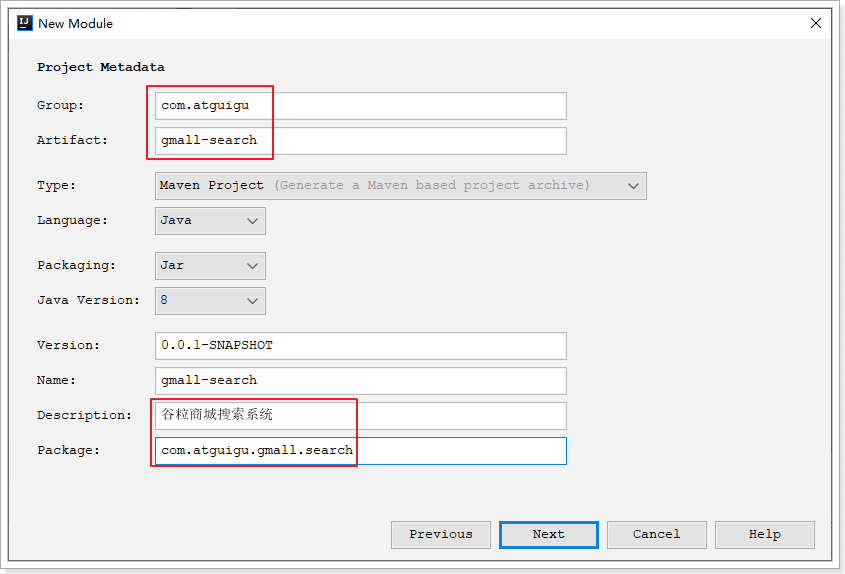 New Module
Project Metadata
Group: com.atguigu
Artifact: gmall-search
Type: Maven Project (Generate a Maven based project archive)
Language: Java
Packaging: Jar
Java Version: 8
Version: 0.0.1-SNAPSHOT
Name: gmall-search
Description: 谷粒商城搜索系统
Package: com.atguigu.gmall.search
Previous Next Cancel Help